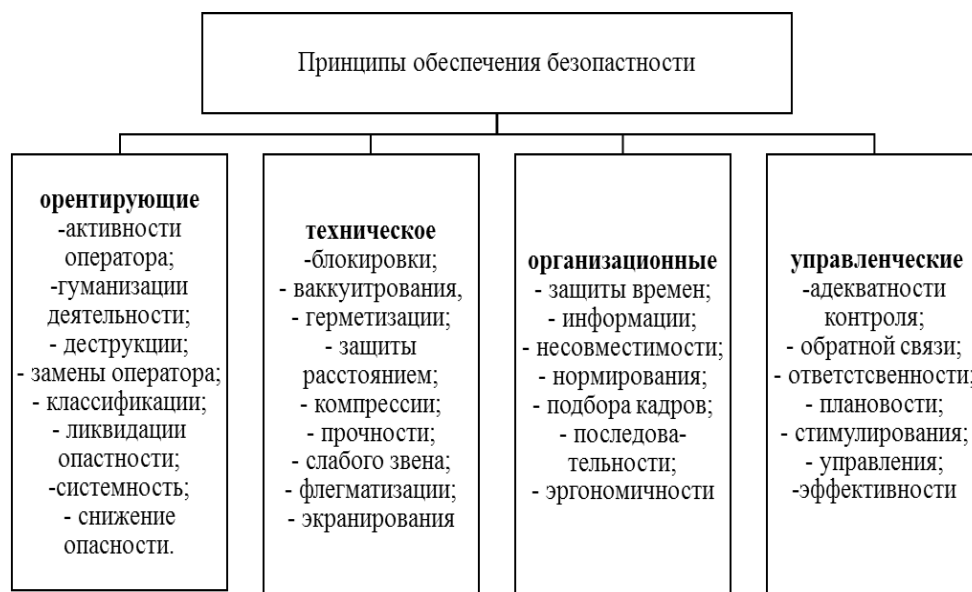 Принципы обеспечения безопастности
орентирующие
-активности
оператора;
-гуманизации
деятельности;
- деструкции;
- замены оператора;
- классификации;
- ликвидации
опастности;
-системность;
- снижение
опасности.
техническое
-блокировки;
- ваккуитрования,
- герметизации;
- защиты
расстоянием;
- компрессии;
- прочности;
- слабого звена;
- флегматизации;
- экранирования
организационные
- защиты времен;
- информации;
- несовместимости;
- нормирования;
- подбора кадров;
- последова-
тельности;
- эргономичности
управленческие
-адекватности
контроля;
- обратной связи;
- ответстсвенности;
- плановости;
- стимулирования;
- управления;
-эффективности